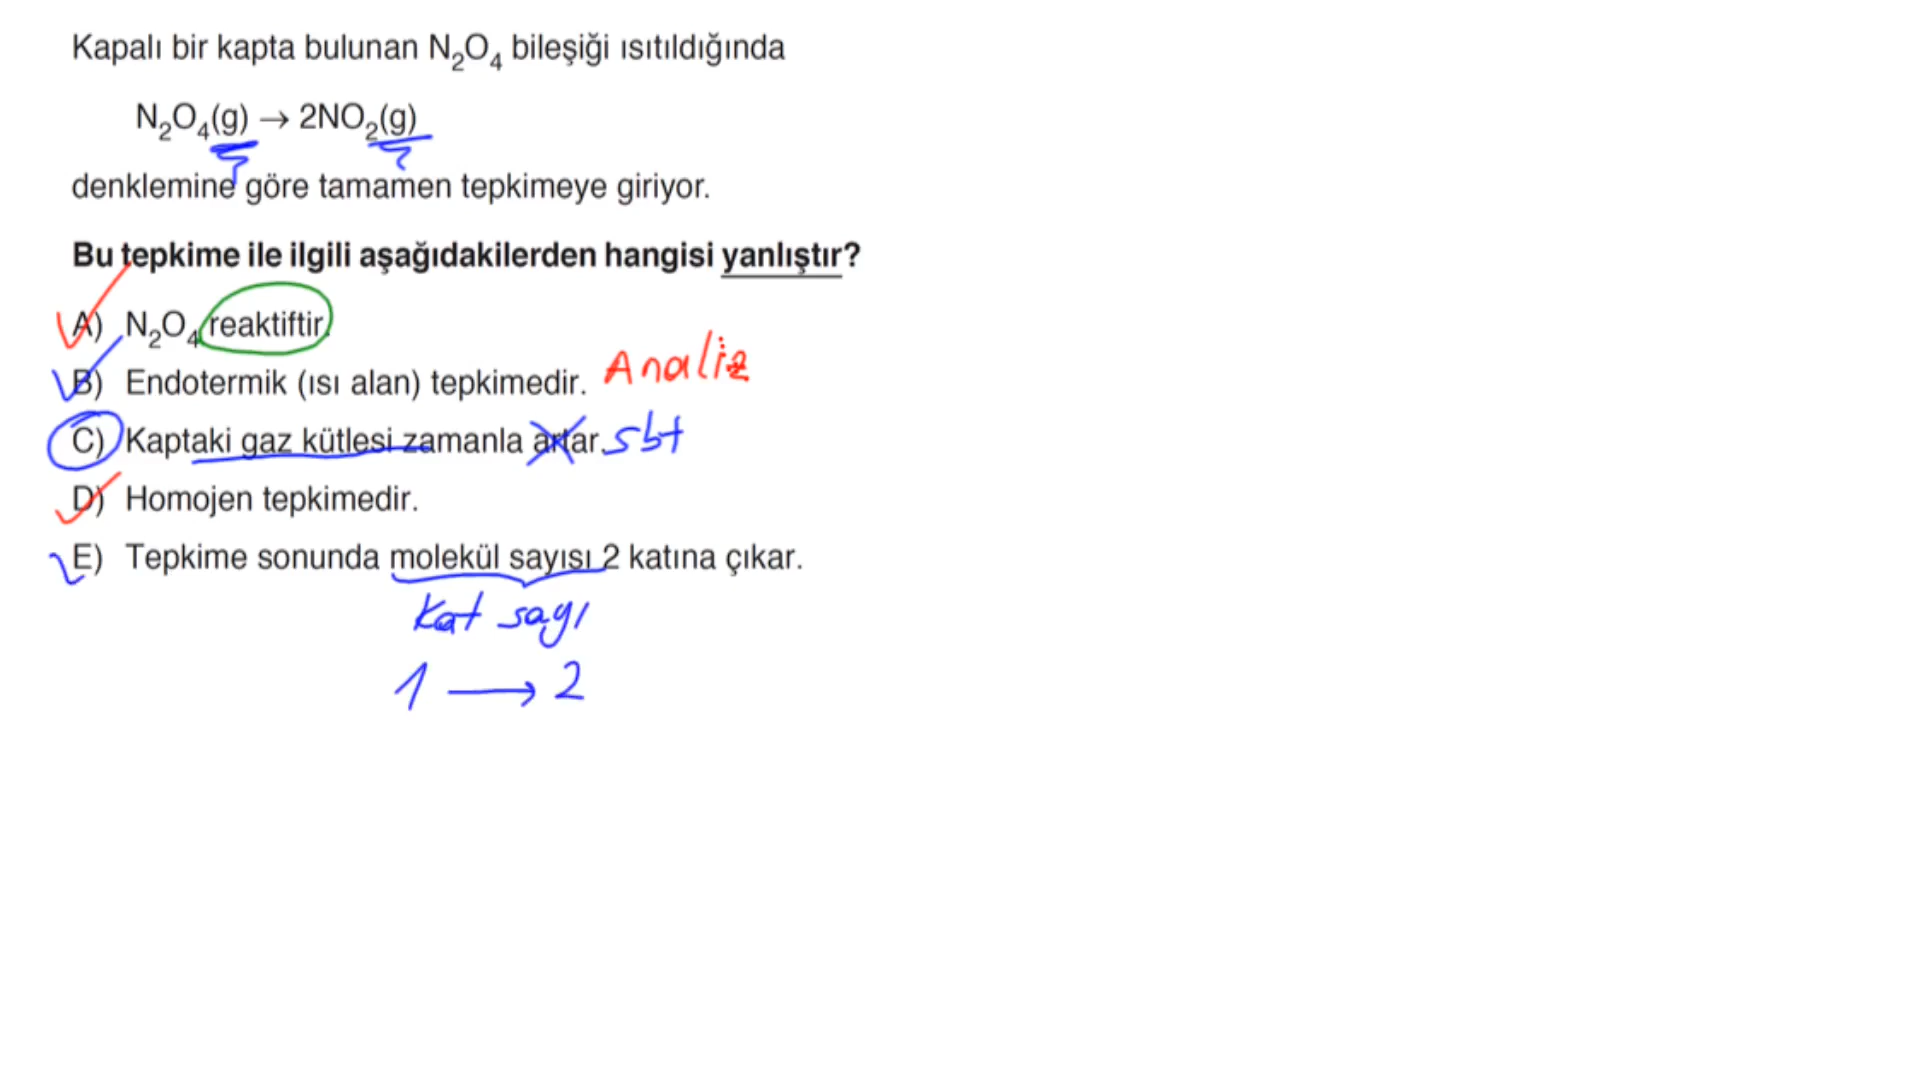 Kapalı bir kapta bulunan N₂O₄ bileşiği ısıtıldığında
N₂O₄(g) → 2NO₂(g)
denklemine göre tamamen tepkimeye giriyor.
Bu tepkime ile ilgili aşağıdakilerden hangisi yanlıştır?
A) N₂O₄ reaktiftir.
B) Endotermik (ısı alan) tepkimedir. Analiz
C) Kaptaki gaz kütlesi zamanla artar. sbt
D) Homojen tepkimedir.
E) Tepkime sonunda molekül sayısı 2 katına çıkar.
Kat sayı
1 → 2